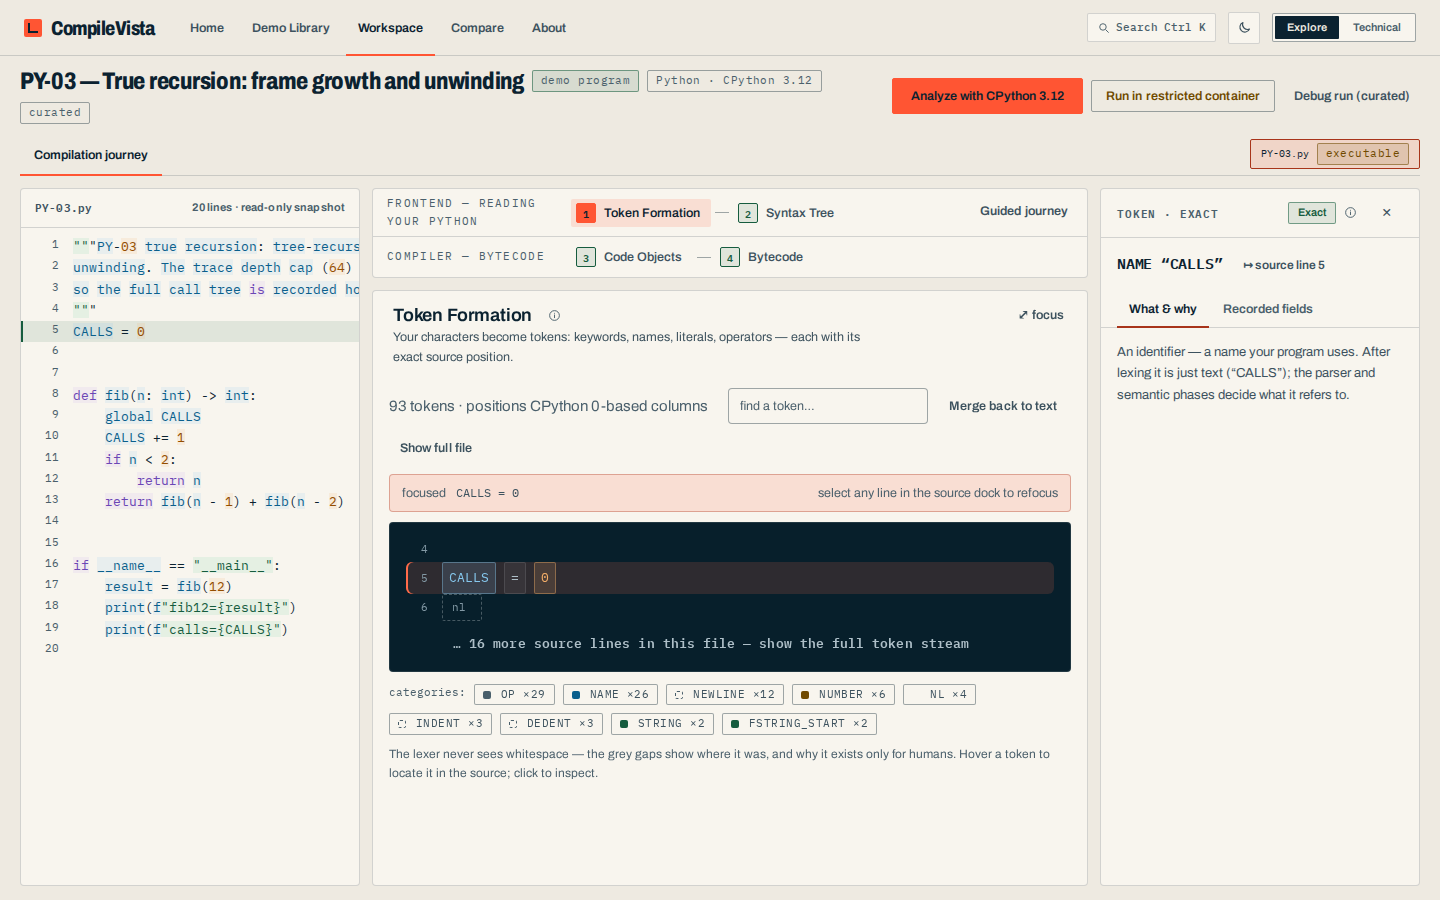 CompileVista
Home
Demo Library
Workspace
Compare
About
Search Ctrl K
Explore
Technical
PY-03 — True recursion: frame growth and unwinding
demo program
Python · CPython 3.12
curated
Analyze with CPython 3.12
Run in restricted container
Debug run (curated)
Compilation journey
PY-03.py
executable
PY-03.py
20 lines · read-only snapshot
1 """PY-03 true recursion: tree-recurs
2 unwinding. The trace depth cap (64)
3 so the full call tree is recorded ho
4 """
5 CALLS = 0
6
7
8 def fib(n: int) -> int:
9 global CALLS
10 CALLS += 1
11 if n < 2:
12 return n
13 return fib(n - 1) + fib(n - 2)
14
15
16 if __name__ == "__main__":
17 result = fib(12)
18 print(f"fib12={result}")
19 print(f"calls={CALLS}")
20
FRONTEND — READING
YOUR PYTHON
1 Token Formation
2 Syntax Tree
Guided journey
COMPILER — BYTECODE
3 Code Objects
4 Bytecode
Token Formation
⤢ focus
Your characters become tokens: keywords, names, literals, operators — each with its
exact source position.
93 tokens · positions CPython 0-based columns
find a token…
Merge back to text
Show full file
focused CALLS = 0
select any line in the source dock to refocus
4
5 CALLS = 0
6 nl
… 16 more source lines in this file — show the full token stream
categories:
OP ×29
NAME ×26
NEWLINE ×12
NUMBER ×6
NL ×4
INDENT ×3
DEDENT ×3
STRING ×2
FSTRING_START ×2
The lexer never sees whitespace — the grey gaps show where it was, and why it exists only for humans. Hover a token to
locate it in the source; click to inspect.
TOKEN · EXACT
Exact
✕
NAME “CALLS”
↦ source line 5
What & why
Recorded fields
An identifier — a name your program uses. After
lexing it is just text (“CALLS”); the parser and
semantic phases decide what it refers to.